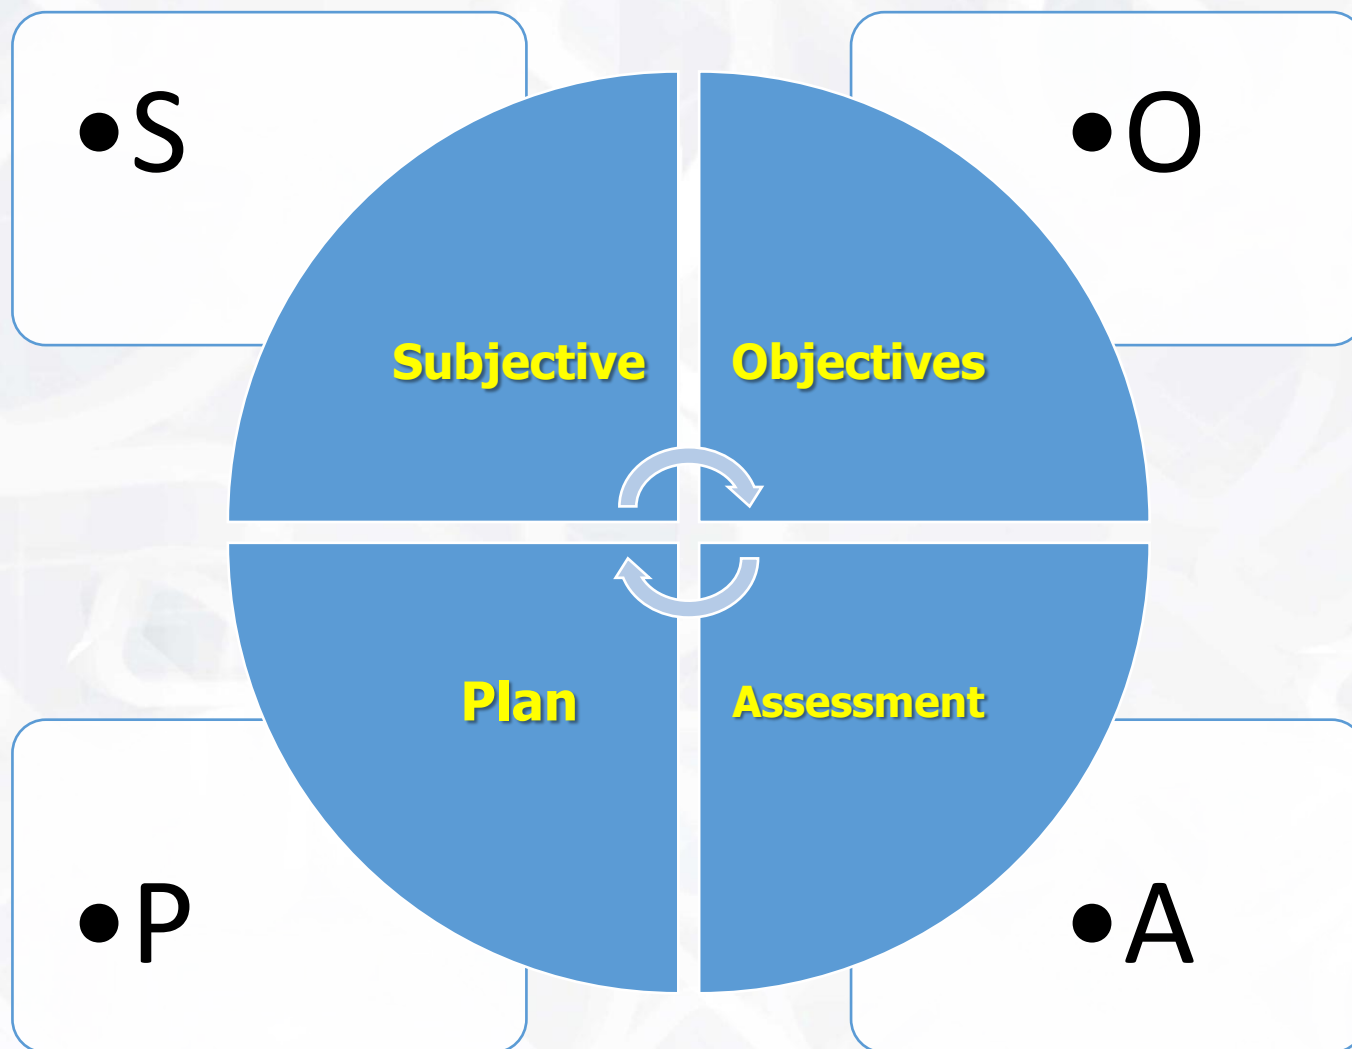 •S
•O
Subjective
Objectives
Plan
Assessment
•P
•A